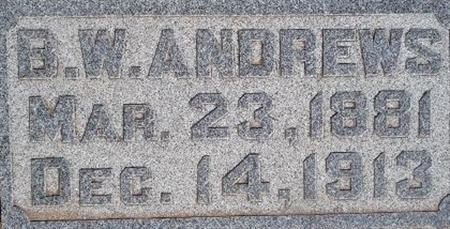 B.W.ANDREWS
MAR. 23,1881
DEC. 14,1913